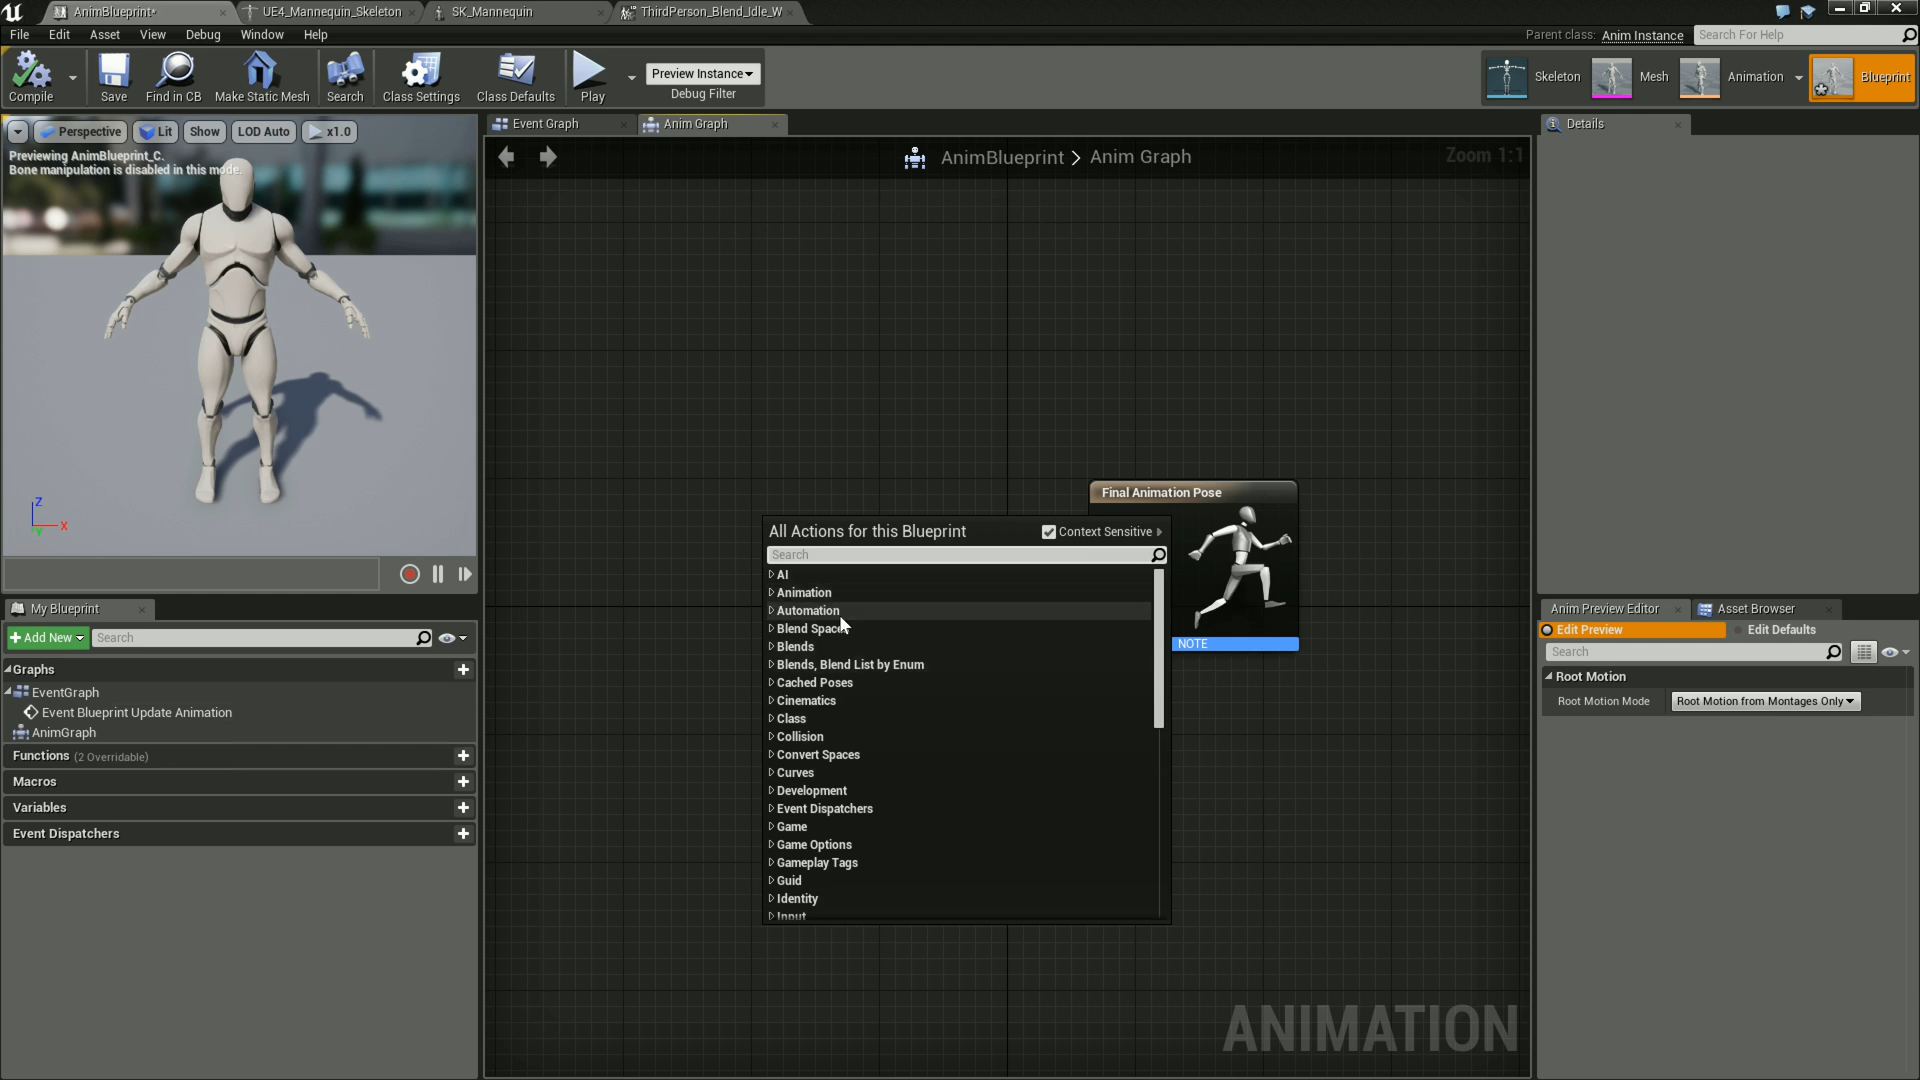 AnimBlueprint*
UE4_Mannequin_Skeleton
SK_Mannequin
ThirdPerson_Blend_Idle_W
File Edit Asset View Debug Window Help
Parent class: Anim Instance
Search For Help
Compile
Save
Find in CB
Make Static Mesh
Search
Class Settings
Class Defaults
Play
Preview Instance
Debug Filter
Skeleton
Mesh
Animation
Blueprint
Perspective
Lit
Show
LOD Auto
x1.0
Previewing AnimBlueprint_C.
Bone manipulation is disabled in this mode.
Z
X
Y
My Blueprint
Add New
Search
Graphs
EventGraph
Event Blueprint Update Animation
AnimGraph
Functions (2 Overridable)
Macros
Variables
Event Dispatchers
Event Graph
Anim Graph
AnimBlueprint > Anim Graph
Zoom 1:1
Final Animation Pose
NOTE
All Actions for this Blueprint
Context Sensitive
Search
AI
Animation
Automation
Blend Space
Blends
Blends, Blend List by Enum
Cached Poses
Cinematics
Class
Collision
Convert Spaces
Curves
Development
Event Dispatchers
Game
Game Options
Gameplay Tags
Guid
Identity
Input
ANIMATION
Details
Anim Preview Editor
Asset Browser
Edit Preview
Edit Defaults
Search
Root Motion
Root Motion Mode
Root Motion from Montages Only